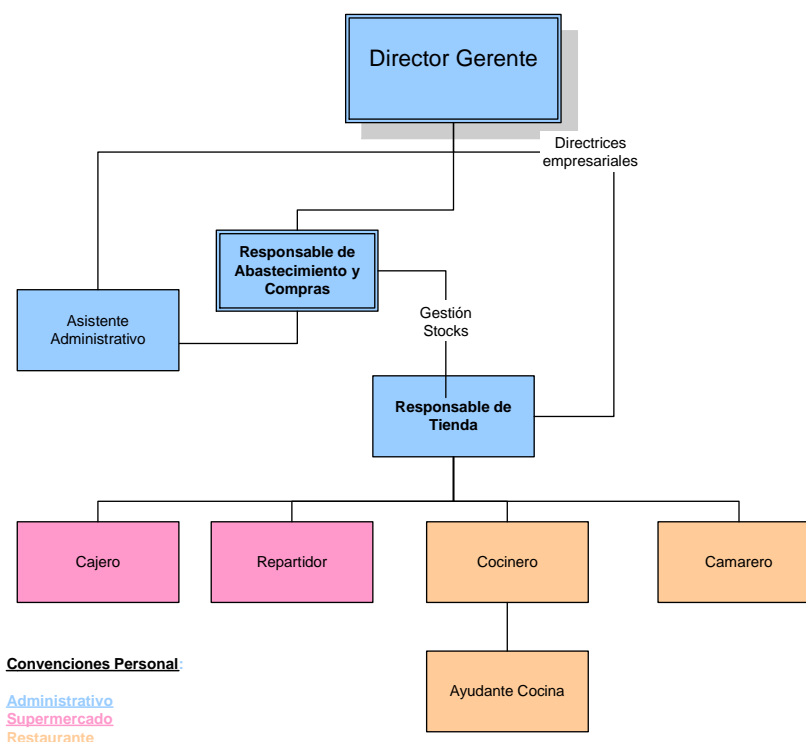 Director Gerente
Directrices
empresariales
Responsable de
Abastecimiento y
Compras
Asistente
Administrativo
Gestión
Stocks
Responsable de
Tienda
Cajero
Repartidor
Cocinero
Camarero
Ayudante Cocina
Convenciones Personal:
Administrativo
Supermercado
Restaurante